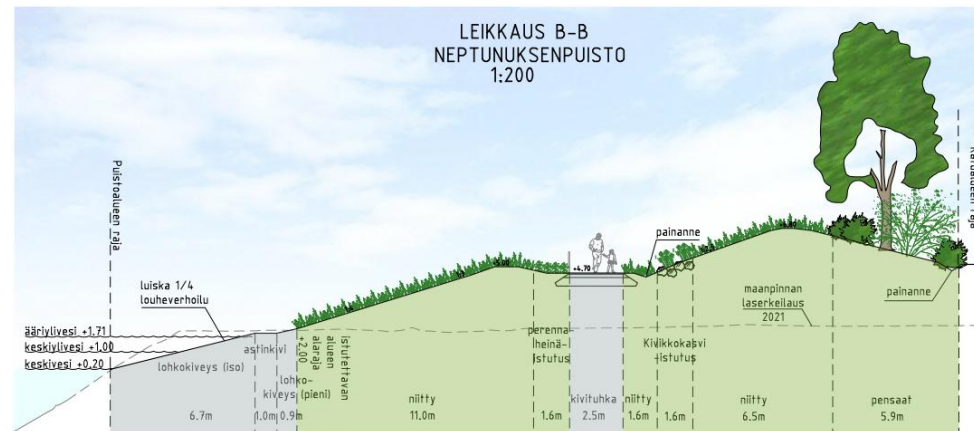 LEIKKAUS B-B
NEPTUNUKSENPUISTO
1:200
Puistoalueen raja
painanne
+4.70
luiska 1/4
louheverhoilu
maanpinnan
laserkeilaus
2021
painanne
äärivlivesi +1.71
keskiylivesi +1.00
keskivesi +0.20
astinkivi
lohkokiveys (iso)
lohko-
kiveys (pieni)
+2.00
istutettavan
alueen
alaraja
perenna-
heinä-
istutus
Kivikkokasvi
-istutus
niitty
kivituhka
niitty
niitty
pensaat
6.7m
1.0m
0.9m
11.0m
1.6m
2.5m
1.6m
1.6m
6.5m
5.9m